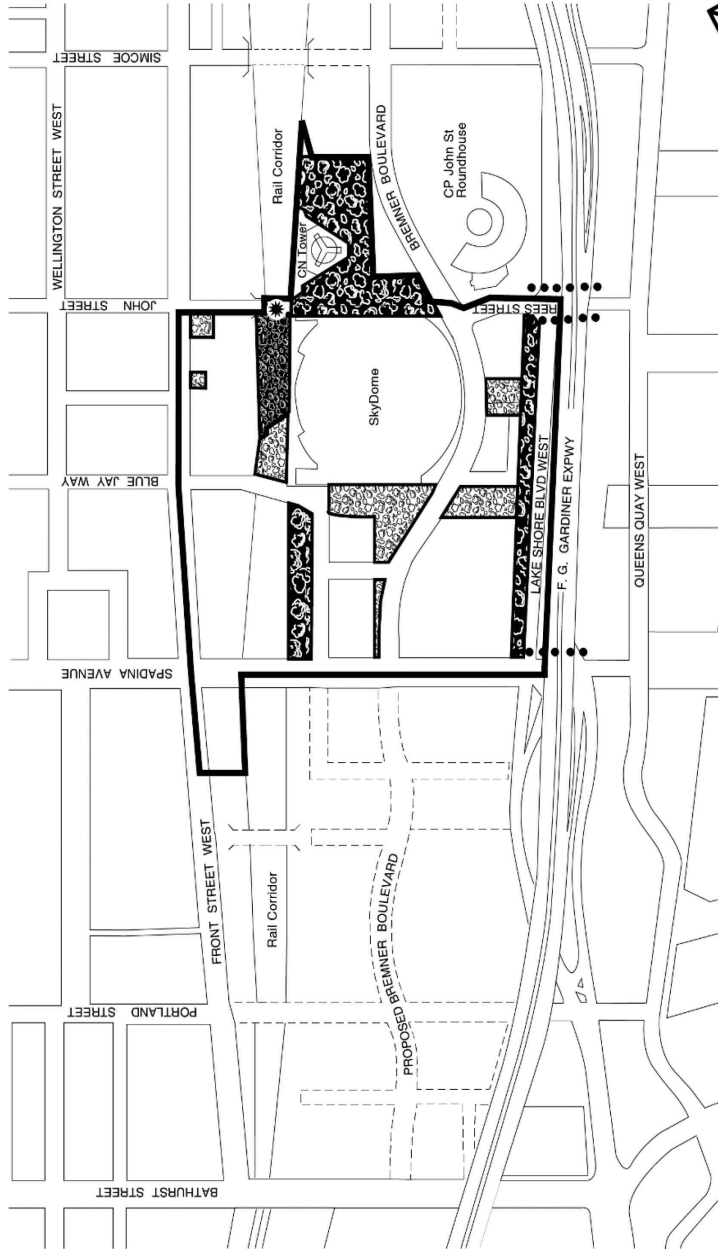 SIMCOE STREET
WELLINGTON STREET WEST
Rail Corridor
BREMNER BOULEVARD
CP John St
Roundhouse
CN Tower
JOHN STREET
REES STREET
SkyDome
BLUE JAY WAY
LAKE SHORE BLVD WEST
F. G. GARDINER EXPWY
QUEENS QUAY WEST
SPADINA AVENUE
FRONT STREET WEST
Rail Corridor
PROPOSED BREMNER BOULEVARD
PORTLAND
STREET
BATHURST STREET